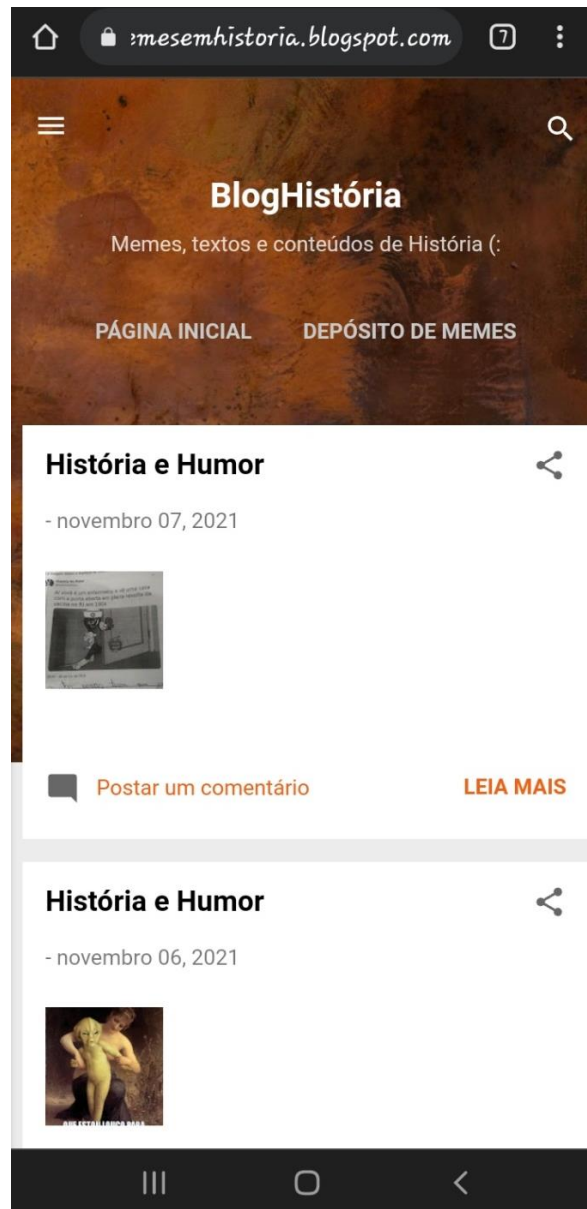 emesemhistoria.blogspot.com
7
BlogHistória
Memes, textos e conteúdos de História (:
PÁGINA INICIAL DEPÓSITO DE MEMES
História e Humor
- novembro 07, 2021
Postar um comentário LEIA MAIS
História e Humor
- novembro 06, 2021